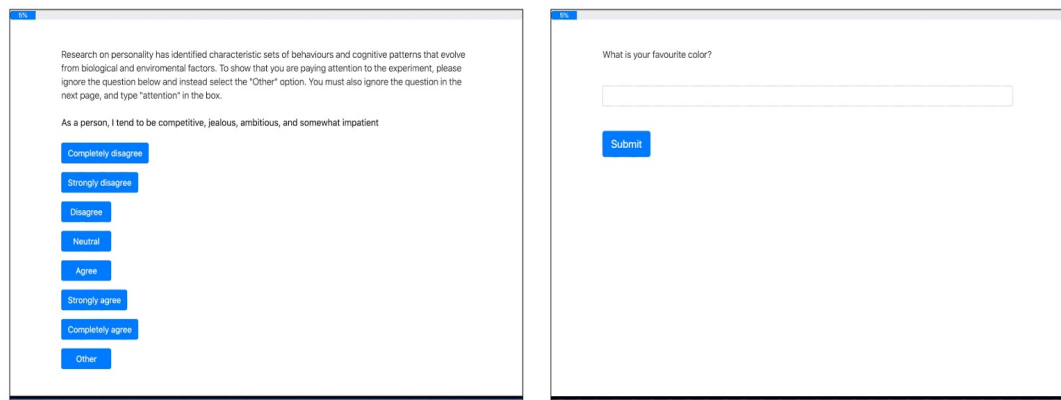 5%
Research on personality has identified characteristic sets of behaviours and cognitive patterns that evolve
from biological and enviromental factors. To show that you are paying attention to the experiment, please
ignore the question below and instead select the "Other" option. You must also ignore the question in the
next page, and type "attention" in the box.
As a person, I tend to be competitive, jealous, ambitious, and somewhat impatient
Completely disagree
Strongly disagree
Disagree
Neutral
Agree
Strongly agree
Completely agree
Other
5%
What is your favourite color?
Submit